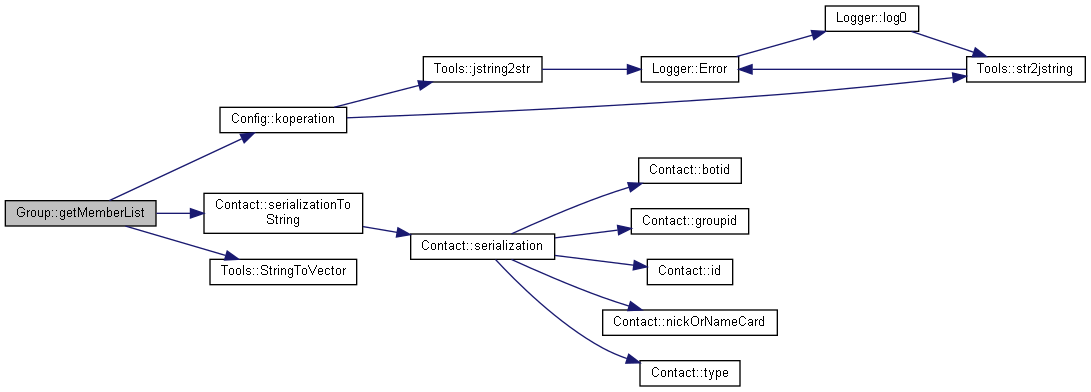 Logger::log0
Tools::jstring2str
Logger::Error
Tools::str2jstring
Config::koperation
Contact::botid
Group::getMemberList
Contact::serializationTo
String
Contact::groupid
Contact::serialization
Tools::StringToVector
Contact::id
Contact::nickOrNameCard
Contact::type